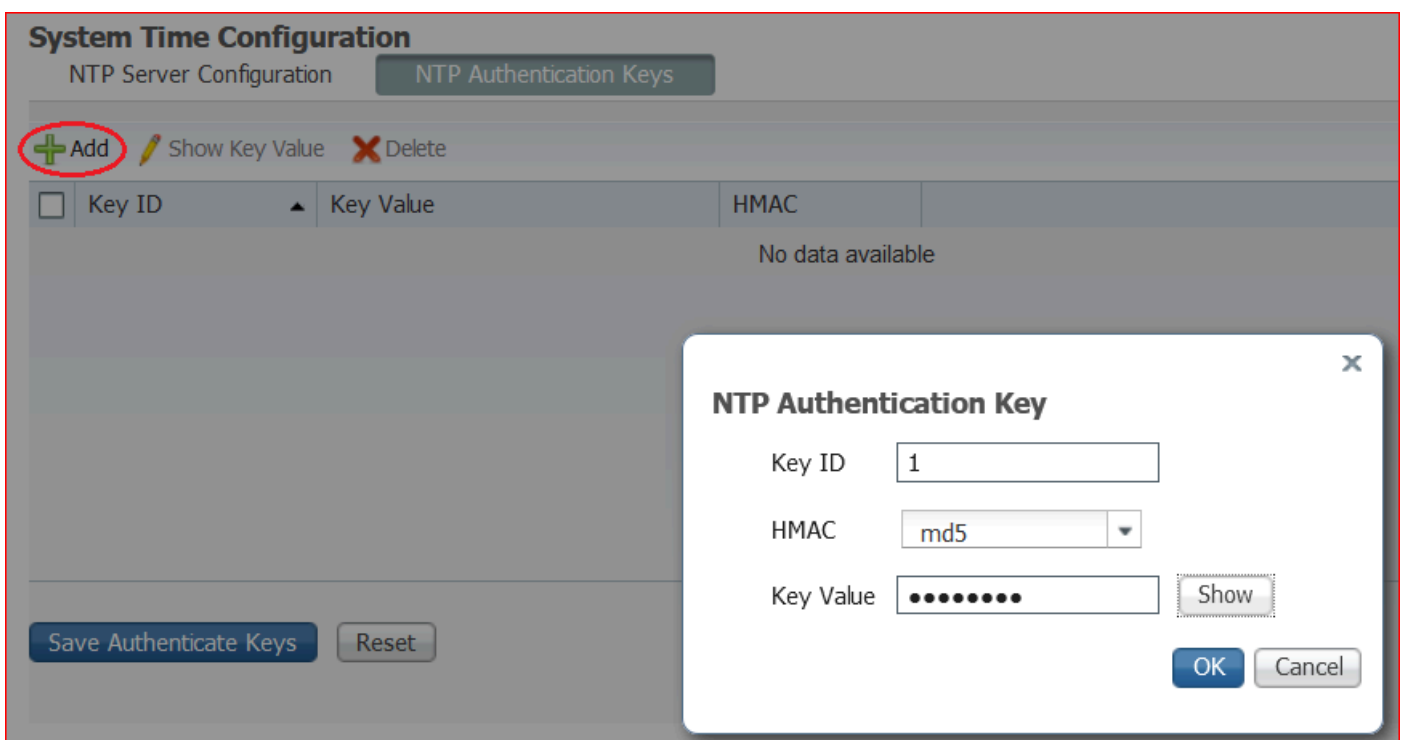 System Time Configuration
NTP Server Configuration NTP Authentication Keys
Add Show Key Value Delete
Key ID Key Value HMAC
No data available
NTP Authentication Key
Key ID 1
HMAC md5
Key Value •••••••• Show
OK Cancel
Save Authenticate Keys Reset